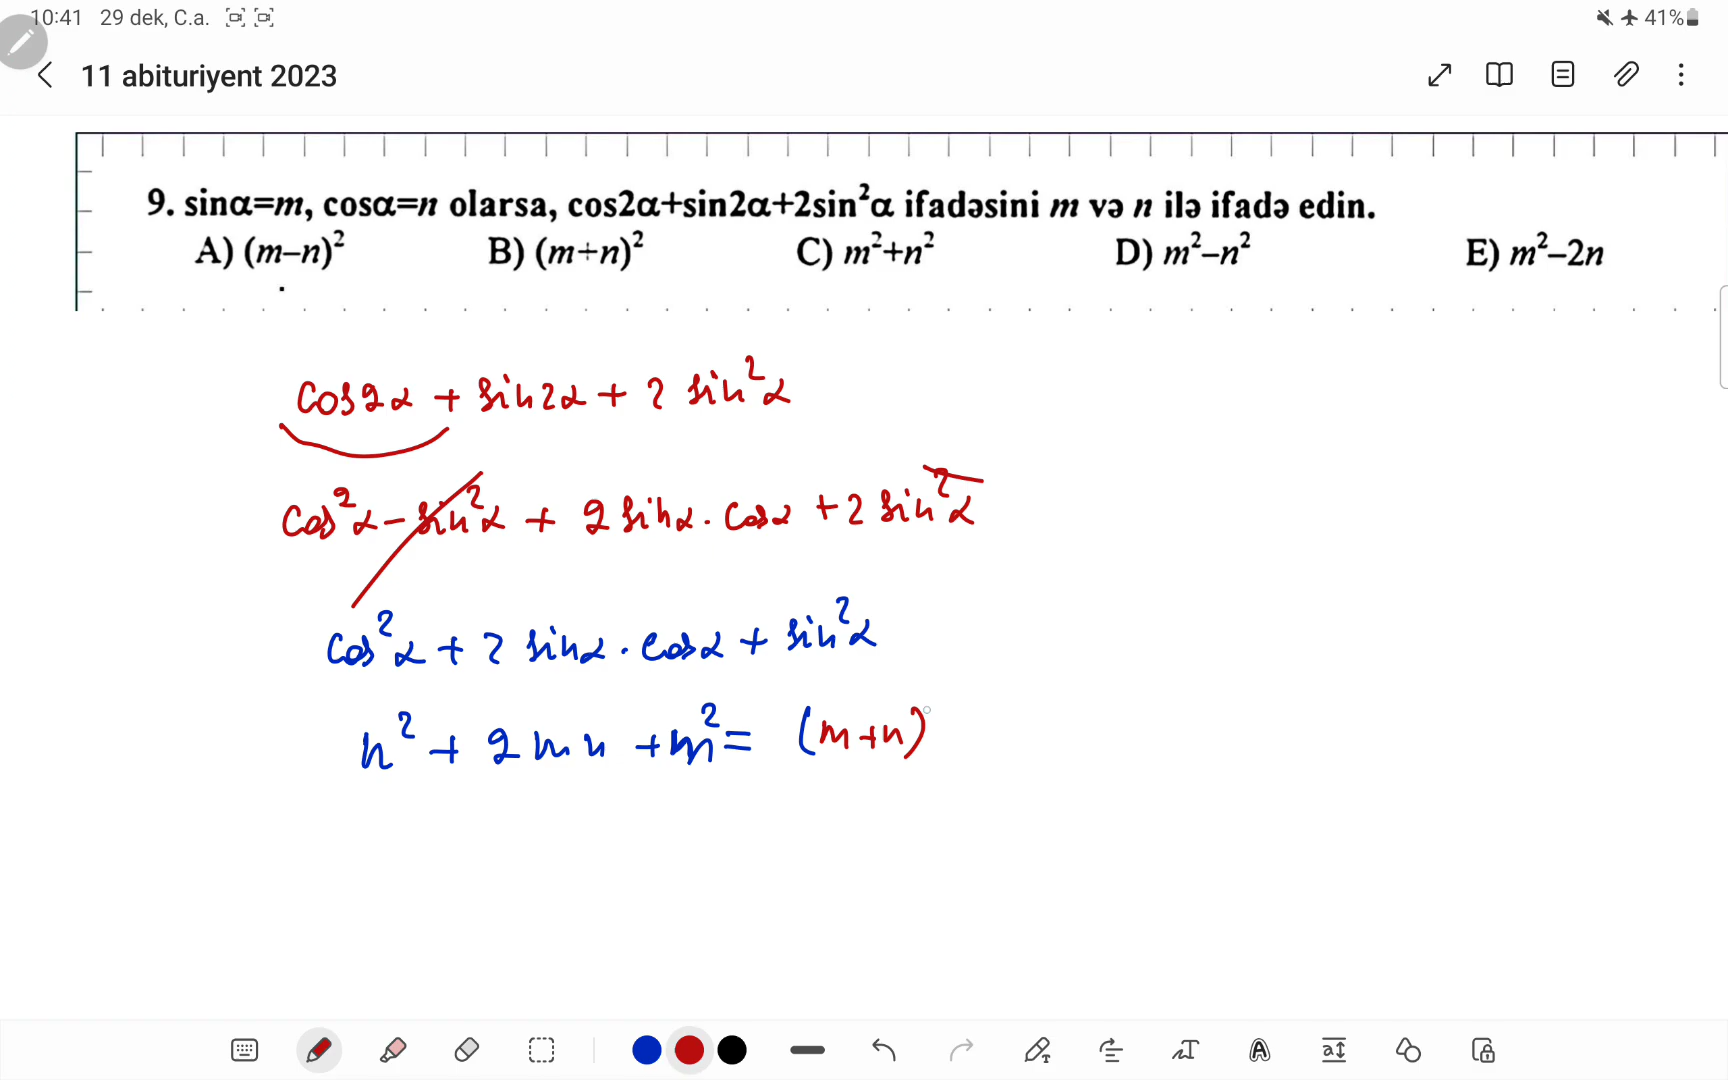 10:41 29 dek, C.a. 41%
11 abituriyent 2023
9. sinα=m, cosα=n olarsa, cos2α+sin2α+2sin²α ifadəsini m və n ilə ifadə edin.
A) (m–n)² B) (m+n)² C) m²+n² D) m²–n² E) m²–2n
cos2α + sin2α + 2 sin²α
cos²α - sin²α + 2 sinα · cosα + 2 sin²α
cos²α + 2 sinα · cosα + sin²α
n² + 2mn + m² = (m+n)